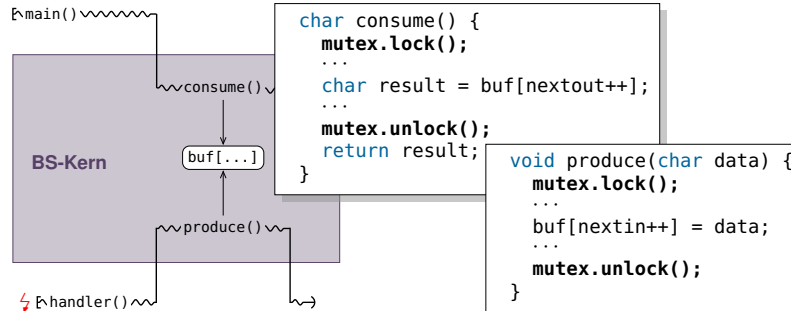 main()
consume()
BS-Kern
buf[...]
produce()
handler()
char consume() {
mutex.lock();
...
char result = buf[nextout++];
...
mutex.unlock();
return result;
}
void produce(char data) {
mutex.lock();
...
buf[nextin++] = data;
...
mutex.unlock();
}